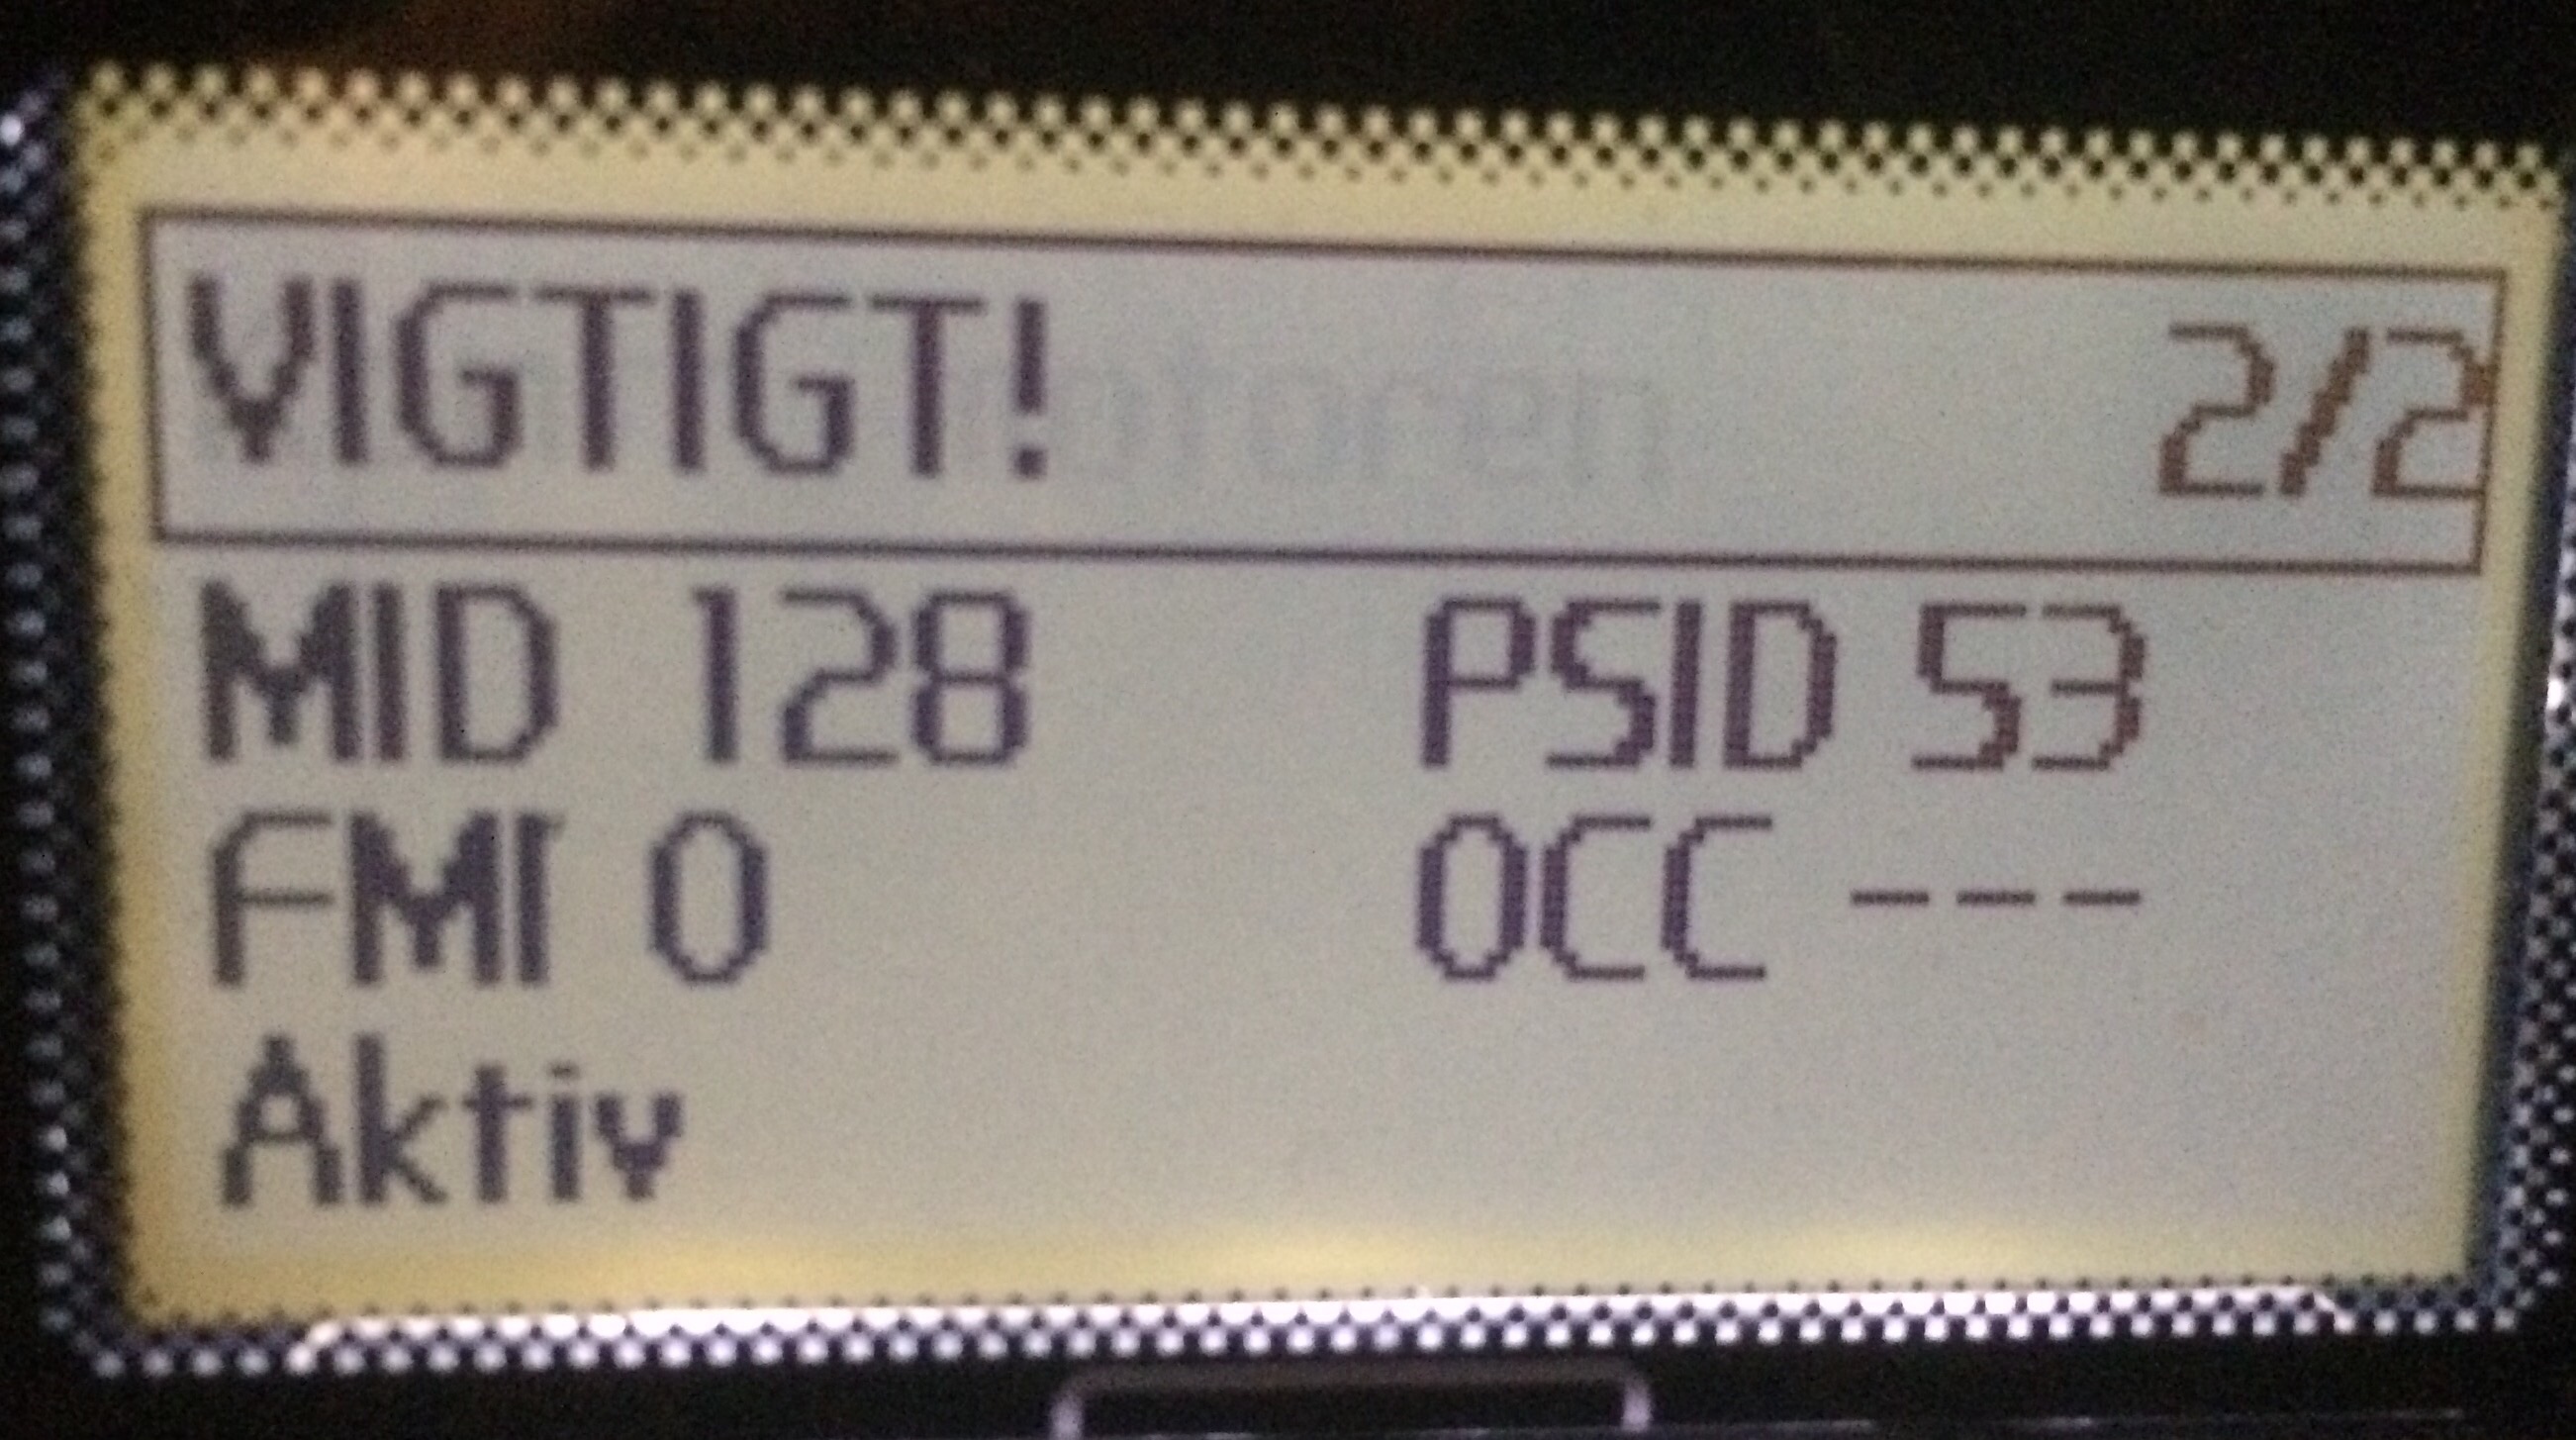 VIGTIGT! 2/2
MID 128 PSID 53
FMI 0 OCC ---
Aktiv